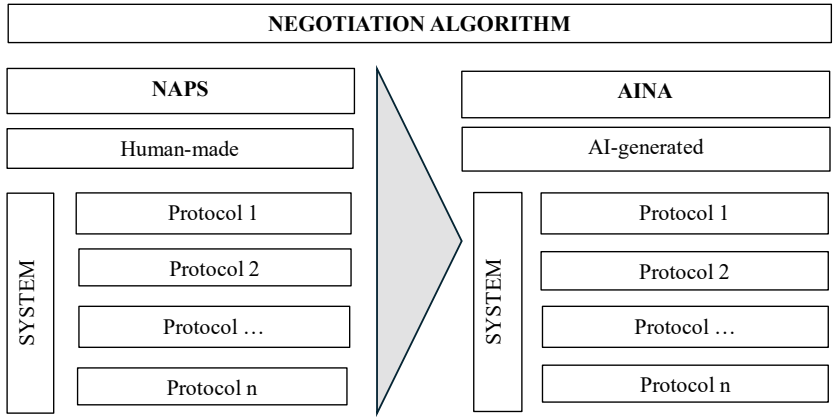 NEGOTIATION ALGORITHM
NAPS
Human-made
SYSTEM
Protocol 1
Protocol 2
Protocol …
Protocol n
AINA
AI-generated
SYSTEM
Protocol 1
Protocol 2
Protocol …
Protocol n